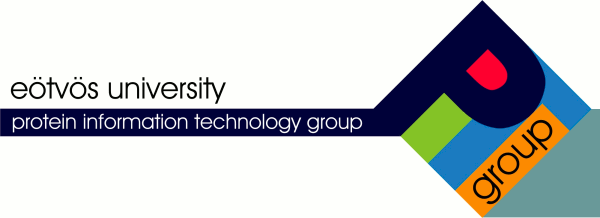 eötvös university
protein information technology group
P
group